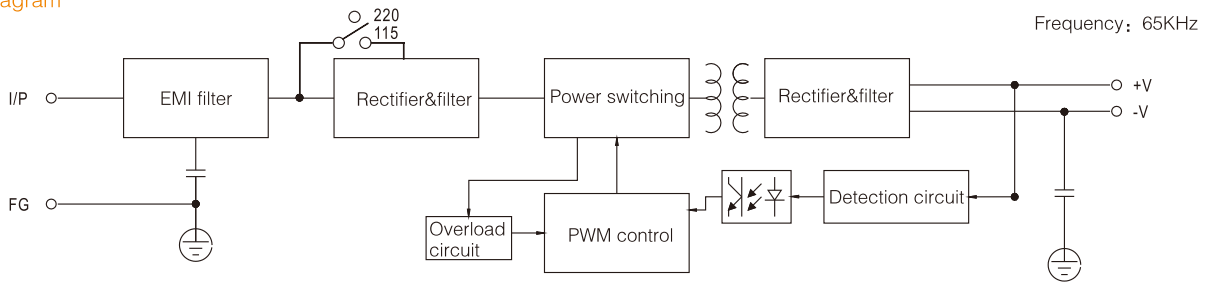 agram
220
115
Frequency: 65KHz
I/P
EMI filter
Rectifier&filter
Power switching
Rectifier&filter
+V
-V
FG
Overload
circuit
PWM control
Detection circuit